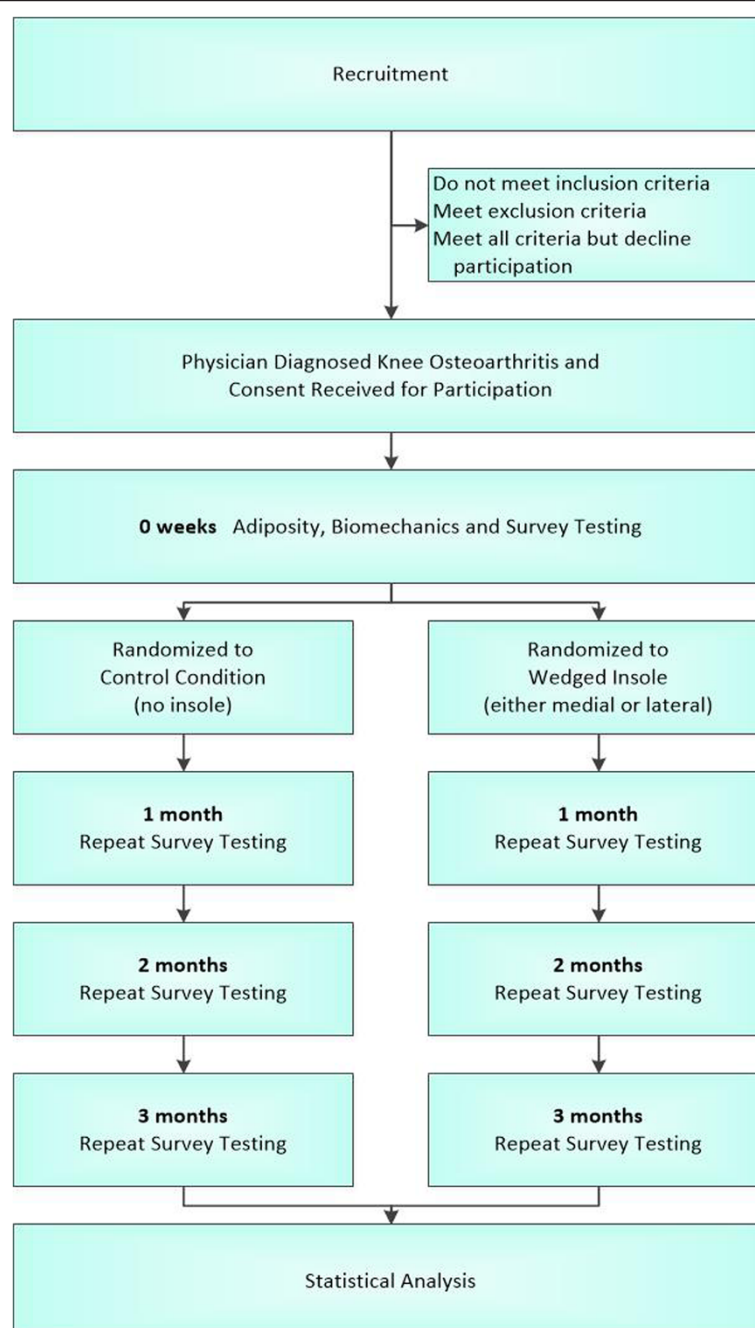 Recruitment
Do not meet inclusion criteria
Meet exclusion criteria
Meet all criteria but decline
participation
Physician Diagnosed Knee Osteoarthritis and
Consent Received for Participation
0 weeks Adiposity, Biomechanics and Survey Testing
Randomized to
Control Condition
(no insole)
Randomized to
Wedged Insole
(either medial or lateral)
1 month
Repeat Survey Testing
1 month
Repeat Survey Testing
2 months
Repeat Survey Testing
2 months
Repeat Survey Testing
3 months
Repeat Survey Testing
3 months
Repeat Survey Testing
Statistical Analysis